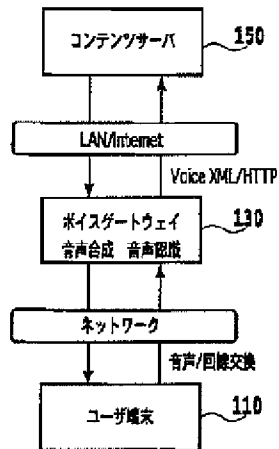 コンテンツサーバ
150
LAN/Internet
Voice XML/HTTP
ボイスゲートウェイ
音声合成 音声認識
130
ネットワーク
音声/回線交換
ユーザ端末
110